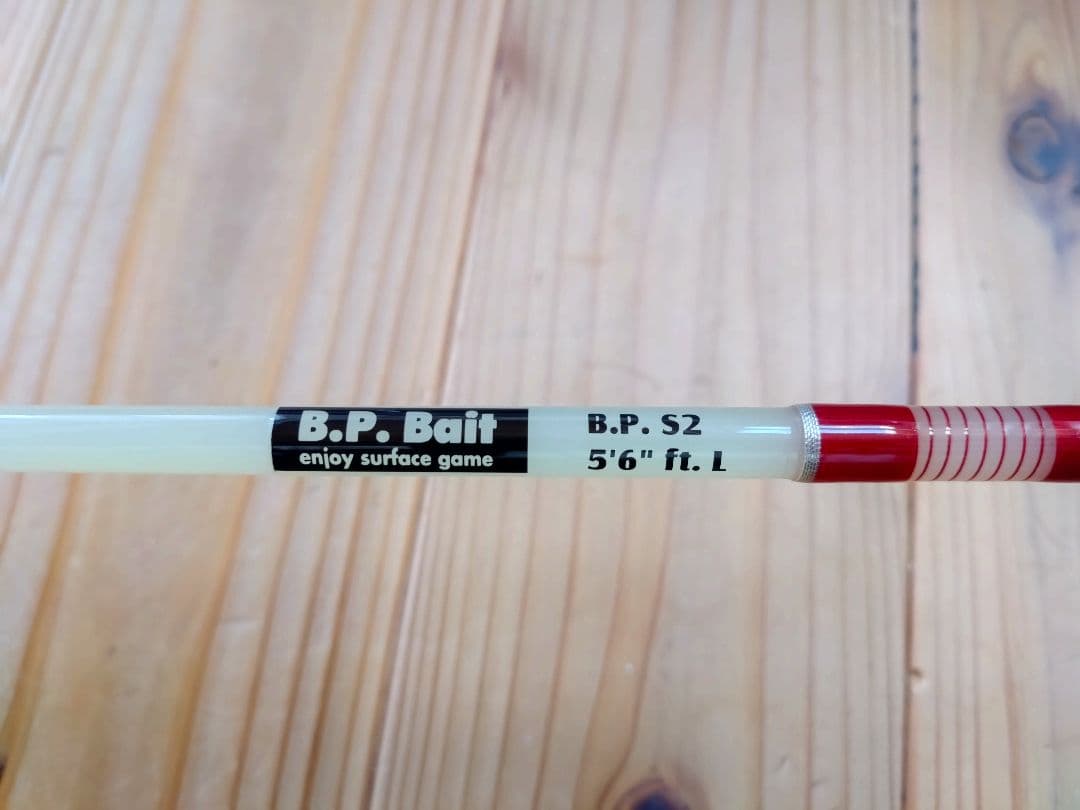 B.P. Bait
enjoy surface game
B.P. S2
5'6" ft. L